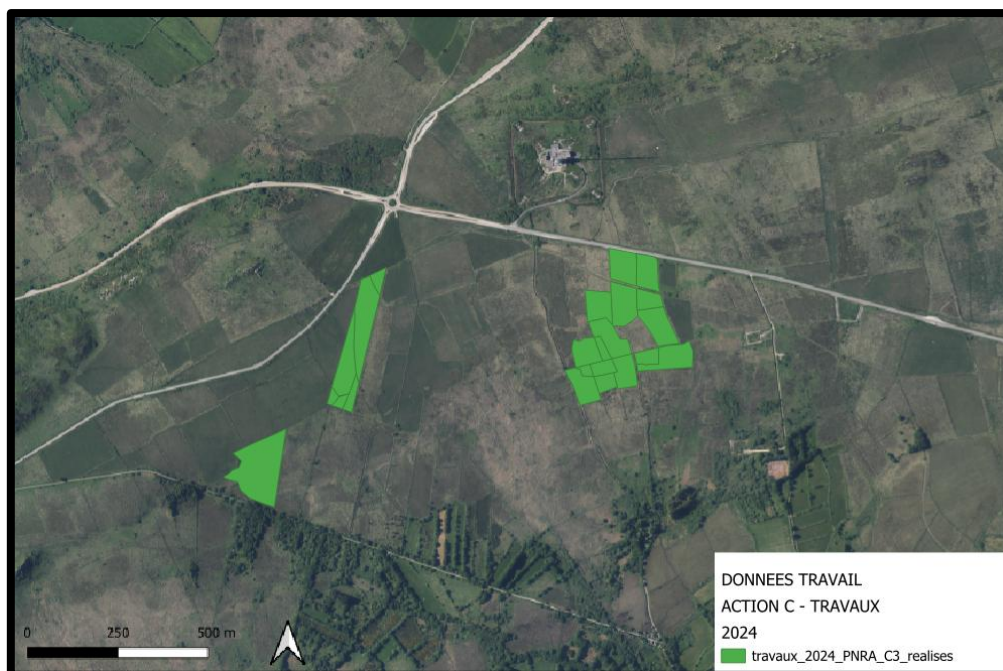 0 250 500 m
DONNEES TRAVAIL
ACTION C - TRAVAUX
2024
travaux_2024_PNRA_C3_realises